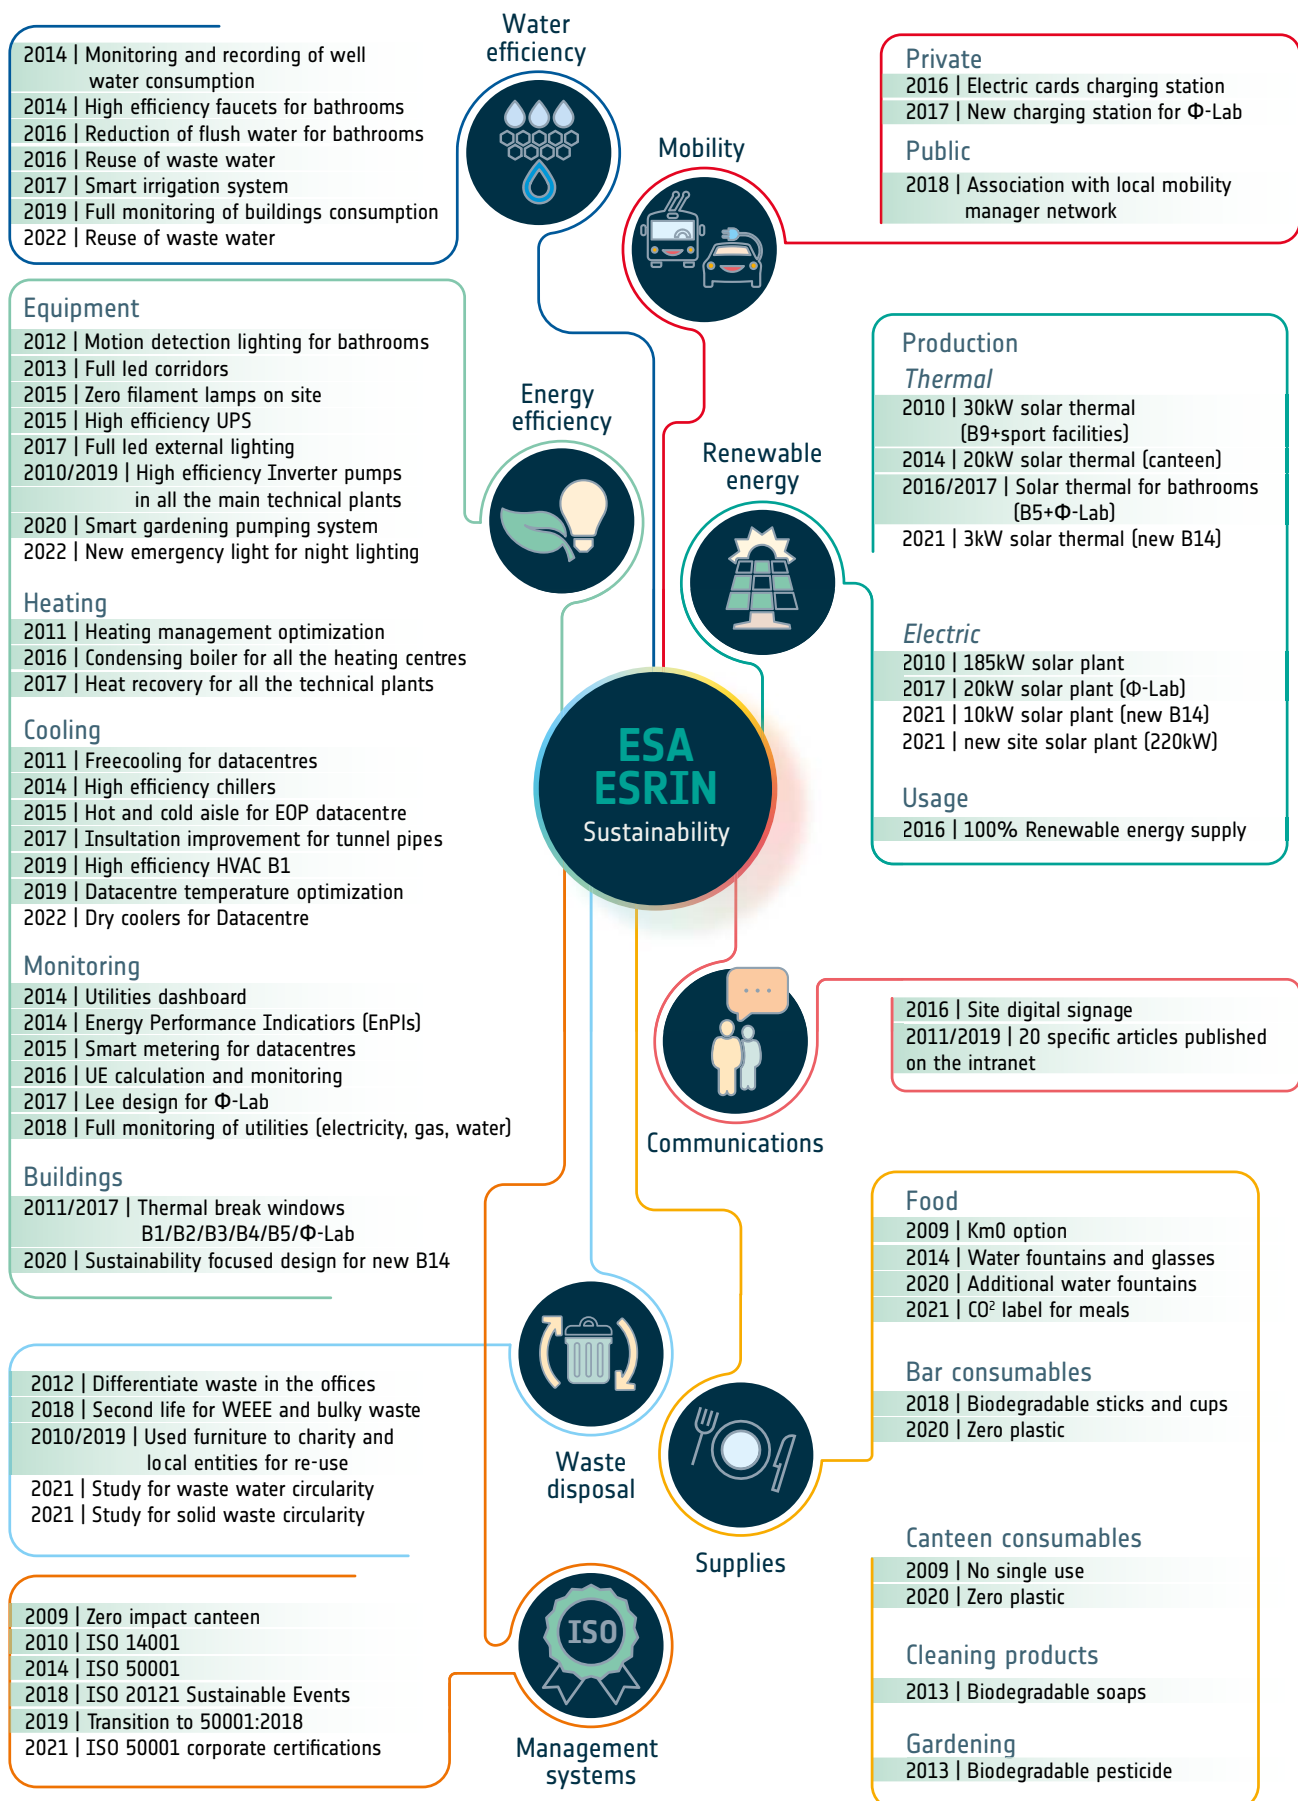 Water
efficiency
2014 | Monitoring and recording of well
water consumption
2014 | High efficiency faucets for bathrooms
2016 | Reduction of flush water for bathrooms
2016 | Reuse of waste water
2017 | Smart irrigation system
2019 | Full monitoring of buildings consumption
2022 | Reuse of waste water
Mobility
Private
2016 | Electric cards charging station
2017 | New charging station for Φ-Lab
Public
2018 | Association with local mobility
manager network
Energy
efficiency
Equipment
2012 | Motion detection lighting for bathrooms
2013 | Full led corridors
2015 | Zero filament lamps on site
2015 | High efficiency UPS
2017 | Full led external lighting
2010/2019 | High efficiency Inverter pumps
in all the main technical plants
2020 | Smart gardening pumping system
2022 | New emergency light for night lighting
Heating
2011 | Heating management optimization
2016 | Condensing boiler for all the heating centres
2017 | Heat recovery for all the technical plants
Cooling
2011 | Freecooling for datacentres
2014 | High efficiency chillers
2015 | Hot and cold aisle for EOP datacentre
2017 | Insultation improvement for tunnel pipes
2019 | High efficiency HVAC B1
2019 | Datacentre temperature optimization
2022 | Dry coolers for Datacentre
Monitoring
2014 | Utilities dashboard
2014 | Energy Performance Indicatiors (EnPIs)
2015 | Smart metering for datacentres
2016 | UE calculation and monitoring
2017 | Lee design for Φ-Lab
2018 | Full monitoring of utilities (electricity, gas, water)
Buildings
2011/2017 | Thermal break windows
B1/B2/B3/B4/B5/Φ-Lab
2020 | Sustainability focused design for new B14
Renewable
energy
Production
Thermal
2010 | 30kW solar thermal
(B9+sport facilities)
2014 | 20kW solar thermal (canteen)
2016/2017 | Solar thermal for bathrooms
(B5+Φ-Lab)
2021 | 3kW solar thermal (new B14)
Electric
2010 | 185kW solar plant
2017 | 20kW solar plant (Φ-Lab)
2021 | 10kW solar plant (new B14)
2021 | new site solar plant (220kW)
Usage
2016 | 100% Renewable energy supply
ESA
ESRIN
Sustainability
Communications
2016 | Site digital signage
2011/2019 | 20 specific articles published
on the intranet
Waste
disposal
2012 | Differentiate waste in the offices
2018 | Second life for WEEE and bulky waste
2010/2019 | Used furniture to charity and
local entities for re-use
2021 | Study for waste water circularity
2021 | Study for solid waste circularity
Supplies
Food
2009 | Km0 option
2014 | Water fountains and glasses
2020 | Additional water fountains
2021 | CO² label for meals
Bar consumables
2018 | Biodegradable sticks and cups
2020 | Zero plastic
Canteen consumables
2009 | No single use
2020 | Zero plastic
Cleaning products
2013 | Biodegradable soaps
Gardening
2013 | Biodegradable pesticide
ISO
Management
systems
2009 | Zero impact canteen
2010 | ISO 14001
2014 | ISO 50001
2018 | ISO 20121 Sustainable Events
2019 | Transition to 50001:2018
2021 | ISO 50001 corporate certifications